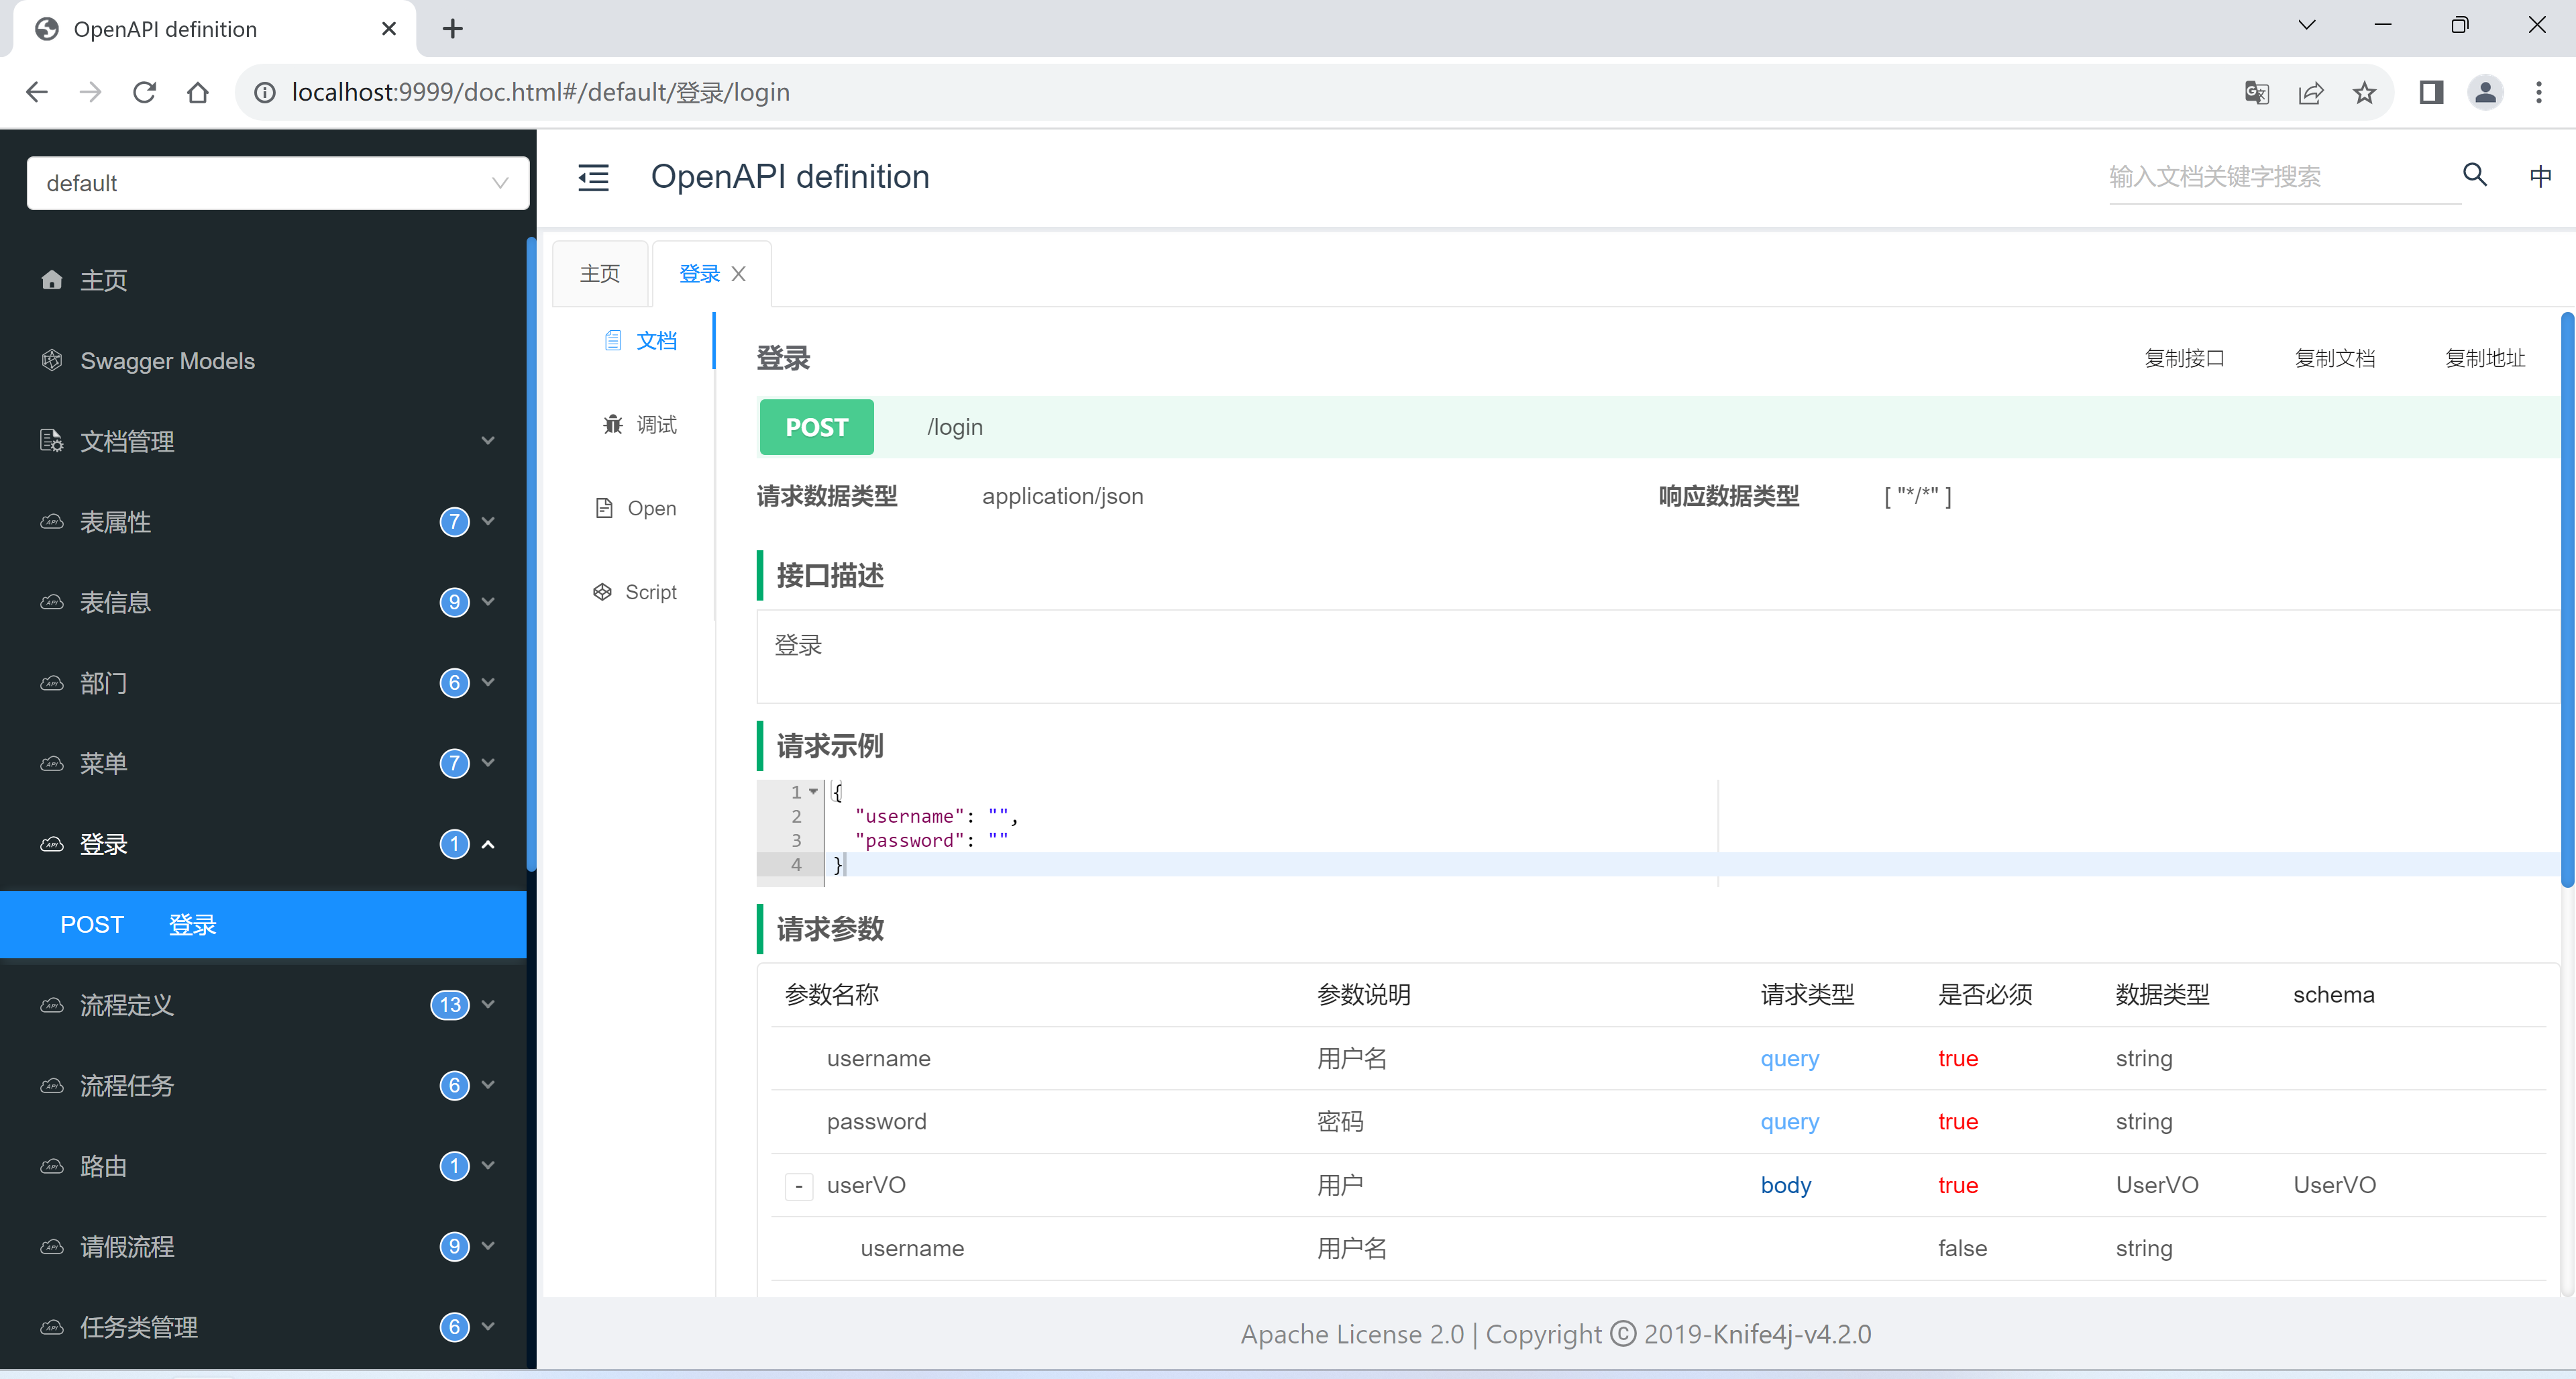 OpenAPI definition
localhost:9999/doc.html#/default/登录/login
default
主页
Swagger Models
文档管理
表属性 7
表信息 9
部门 6
菜单 7
登录 1
POST 登录
流程定义 13
流程任务 6
路由 1
请假流程 9
任务类管理 6
OpenAPI definition
输入文档关键字搜索
中
主页 登录
文档
调试
Open
Script
登录 复制接口 复制文档 复制地址
POST /login
请求数据类型 application/json 响应数据类型 [ "*/*" ]
接口描述
登录
请求示例
1 {
2 "username": "",
3 "password": ""
4 }
请求参数
参数名称 参数说明 请求类型 是否必须 数据类型 schema
username 用户名 query true string
password 密码 query true string
- userVO 用户 body true UserVO UserVO
username 用户名 false string
Apache License 2.0 | Copyright © 2019-Knife4j-v4.2.0